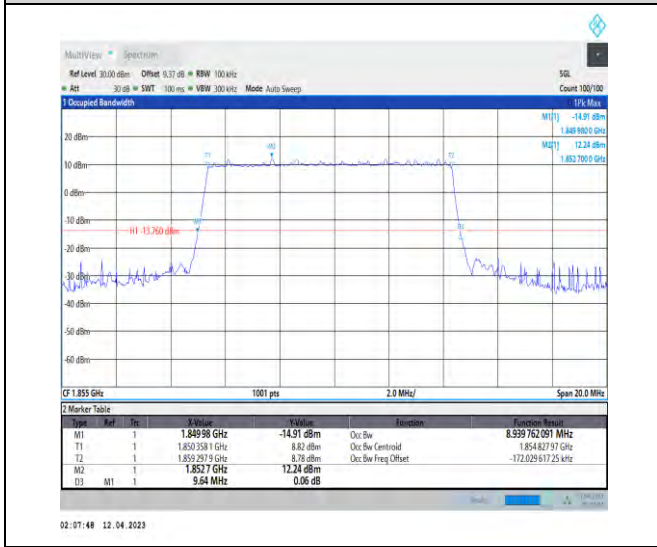 MultiView Spectrum
Ref Level 30.00 dBm Offset 9.37 dB RBW 100 kHz SGL
Att 30 dB SWT 100 ms VBW 300 kHz Mode Auto Sweep Count 100/100
1 Occupied Bandwidth 1Pk Max
M1[1] -14.91 dBm
1.849 980 0 GHz
M2[1] 12.24 dBm
1.852 700 0 GHz
20 dBm
T1 M2 T2
10 dBm
0 dBm
-10 dBm
H1 -13.760 dBm
-20 dBm
-30 dBm
-40 dBm
-50 dBm
-60 dBm
CF 1.855 GHz 1001 pts 2.0 MHz/ Span 20.0 MHz
2 Marker Table
Type Ref Trc X-Value Y-Value Function Function Result
M1 1 1.849 98 GHz -14.91 dBm Occ Bw 8.939 762 091 MHz
T1 1 1.850 358 1 GHz 8.82 dBm Occ Bw Centroid 1.854 827 97 GHz
T2 1 1.859 297 9 GHz 8.78 dBm Occ Bw Freq Offset -172.029 617 25 kHz
M2 1 1.852 7 GHz 12.24 dBm
D3 M1 1 9.64 MHz 0.06 dB
02:07:48 12.04.2023